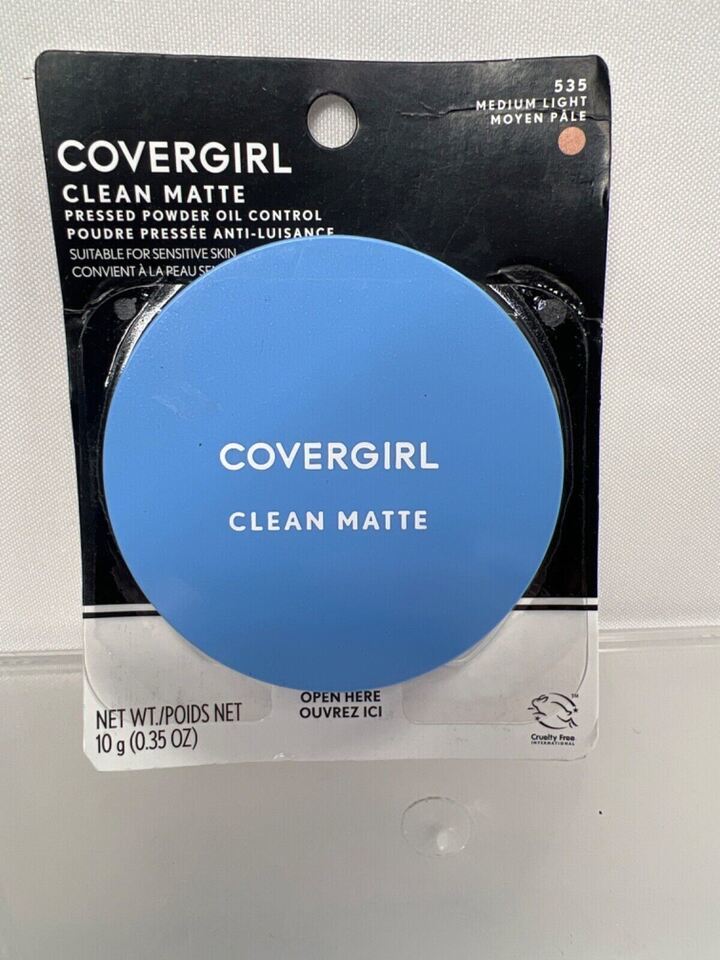 535
MEDIUM LIGHT
MOYEN PÂLE
COVERGIRL
CLEAN MATTE
PRESSED POWDER OIL CONTROL
POUDRE PRESSÉE ANTI-LUISANCE
SUITABLE FOR SENSITIVE SKIN
CONVIENT À LA PEAU
COVERGIRL
CLEAN MATTE
OPEN HERE
OUVREZ ICI
NET WT./POIDS NET
10 g (0.35 OZ)
TM
Cruelty Free
INTERNATIONAL